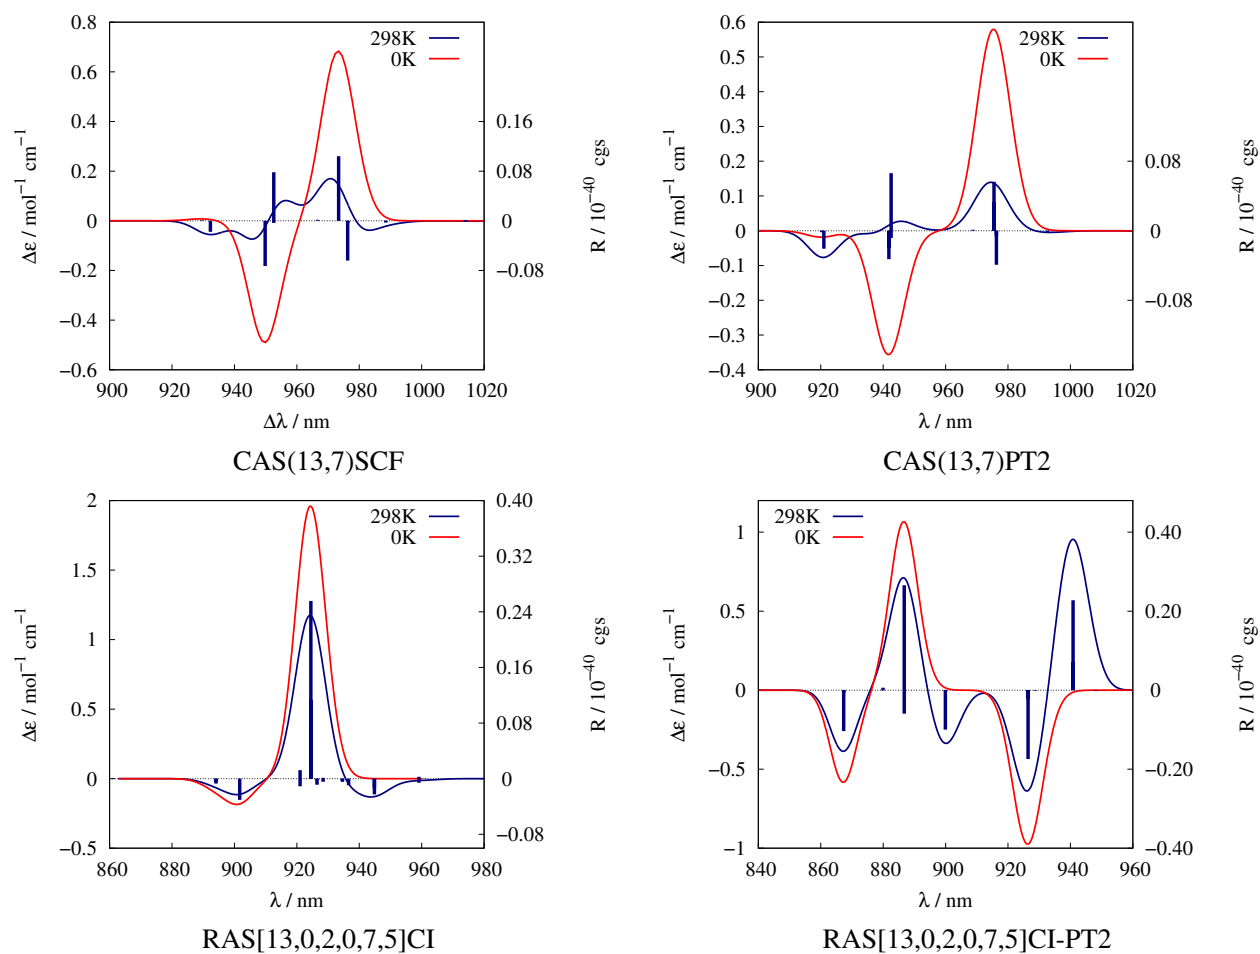 0.8
0.6
0.4
0.2
0
−0.2
−0.4
−0.6
900 920 940 960 980 1000 1020
0.16
0.08
0
−0.08
Δε / mol⁻¹ cm⁻¹
R / 10⁻⁴⁰ cgs
Δλ / nm
298K
0K
CAS(13,7)SCF
0.6
0.5
0.4
0.3
0.2
0.1
0
−0.1
−0.2
−0.3
−0.4
900 920 940 960 980 1000 1020
0.08
0
−0.08
Δε / mol⁻¹ cm⁻¹
R / 10⁻⁴⁰ cgs
λ / nm
298K
0K
CAS(13,7)PT2
2
1.5
1
0.5
0
−0.5
860 880 900 920 940 960 980
0.40
0.32
0.24
0.16
0.08
0
−0.08
Δε / mol⁻¹ cm⁻¹
R / 10⁻⁴⁰ cgs
λ / nm
298K
0K
RAS[13,0,2,0,7,5]CI
1
0.5
0
−0.5
−1
840 860 880 900 920 940 960
0.40
0.20
0
−0.20
−0.40
Δε / mol⁻¹ cm⁻¹
R / 10⁻⁴⁰ cgs
λ / nm
298K
0K
RAS[13,0,2,0,7,5]CI-PT2